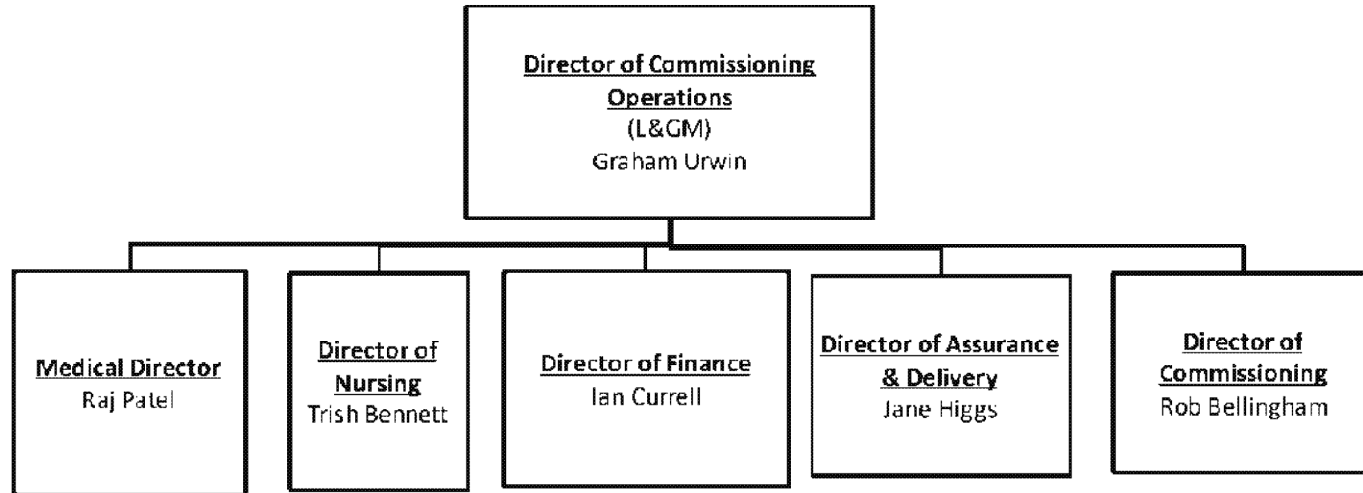 Director of Commissioning
Operations
(L&GM)
Graham Urwin
Medical Director
Raj Patel
Director of
Nursing
Trish Bennett
Director of Finance
Ian Currell
Director of Assurance
& Delivery
Jane Higgs
Director of
Commissioning
Rob Bellingham